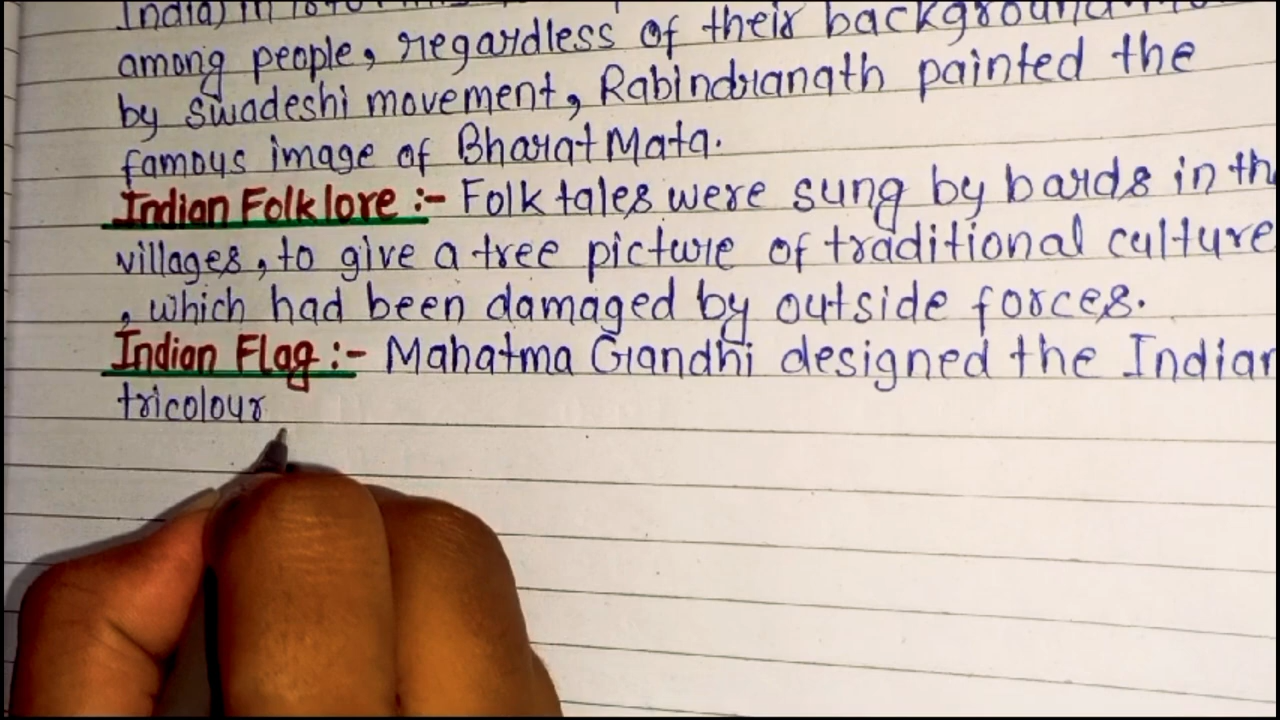 among people, regardless of their background
by Swadeshi movement, Rabindranath painted the
famous image of Bharat Mata.
Indian Folklore :- Folk tales were sung by bards in th
villages, to give a tree picture of traditional culture
, which had been damaged by outside forces.
Indian Flag :- Mahatma Gandhi designed the Indian
tricolour